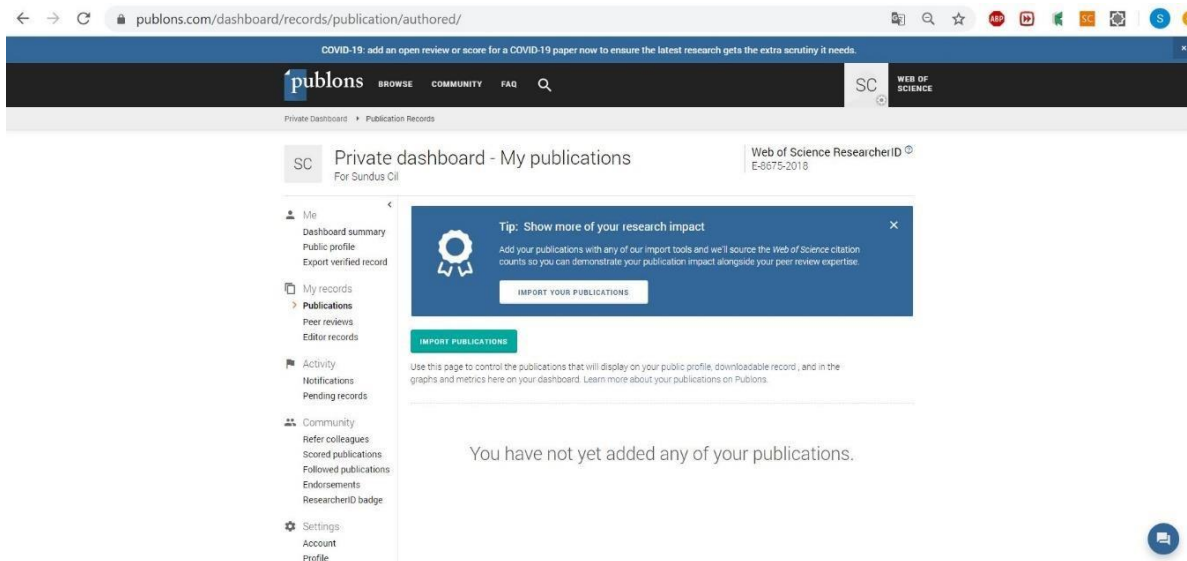 publons.com/dashboard/records/publication/authored/
ABP
SC
S
COVID-19: add an open review or score for a COVID-19 paper now to ensure the latest research gets the extra scrutiny it needs.
×
publons BROWSE COMMUNITY FAQ
SC
WEB OF
SCIENCE
Private Dashboard Publication Records
SC
Private dashboard - My publications
For Sundus Cil
Web of Science ResearcherID
E-8675-2018
Me
Dashboard summary
Public profile
Export verified record
My records
Publications
Peer reviews
Editor records
Activity
Notifications
Pending records
Community
Refer colleagues
Scored publications
Followed publications
Endorsements
ResearcherID badge
Settings
Account
Profile
Tip: Show more of your research impact
Add your publications with any of our import tools and we'll source the Web of Science citation
counts so you can demonstrate your publication impact alongside your peer review expertise.
IMPORT YOUR PUBLICATIONS
IMPORT PUBLICATIONS
Use this page to control the publications that will display on your public profile, downloadable record , and in the
graphs and metrics here on your dashboard. Learn more about your publications on Publons.
You have not yet added any of your publications.